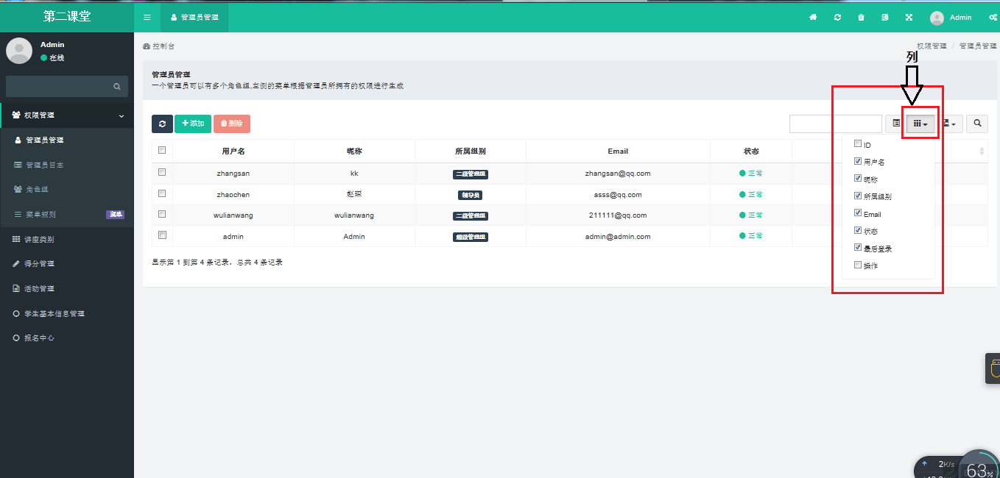 第二课堂
管理员管理
Admin
Admin
在线
控制台
权限管理 / 管理员管理
列
管理员管理
一个管理员可以有多个角色组,左侧的菜单根据管理员所拥有的权限进行生成
权限管理
管理员管理
管理员日志
角色组
菜单规则 菜单
讲座类别
得分管理
活动管理
学生基本信息管理
报名中心
添加 删除
用户名 昵称 所属组别 Email 状态
zhangsan kk 二级管理组 zhangsan@qq.com 正常
zhaochen 赵琛 辅导员 asss@qq.com 正常
wulianwang wulianwang 二级管理组 211111@qq.com 正常
admin Admin 超级管理组 admin@admin.com 正常
显示第 1 到第 4 条记录，总共 4 条记录
ID
用户名
昵称
所属组别
Email
状态
最后登录
操作
2K/s
63%